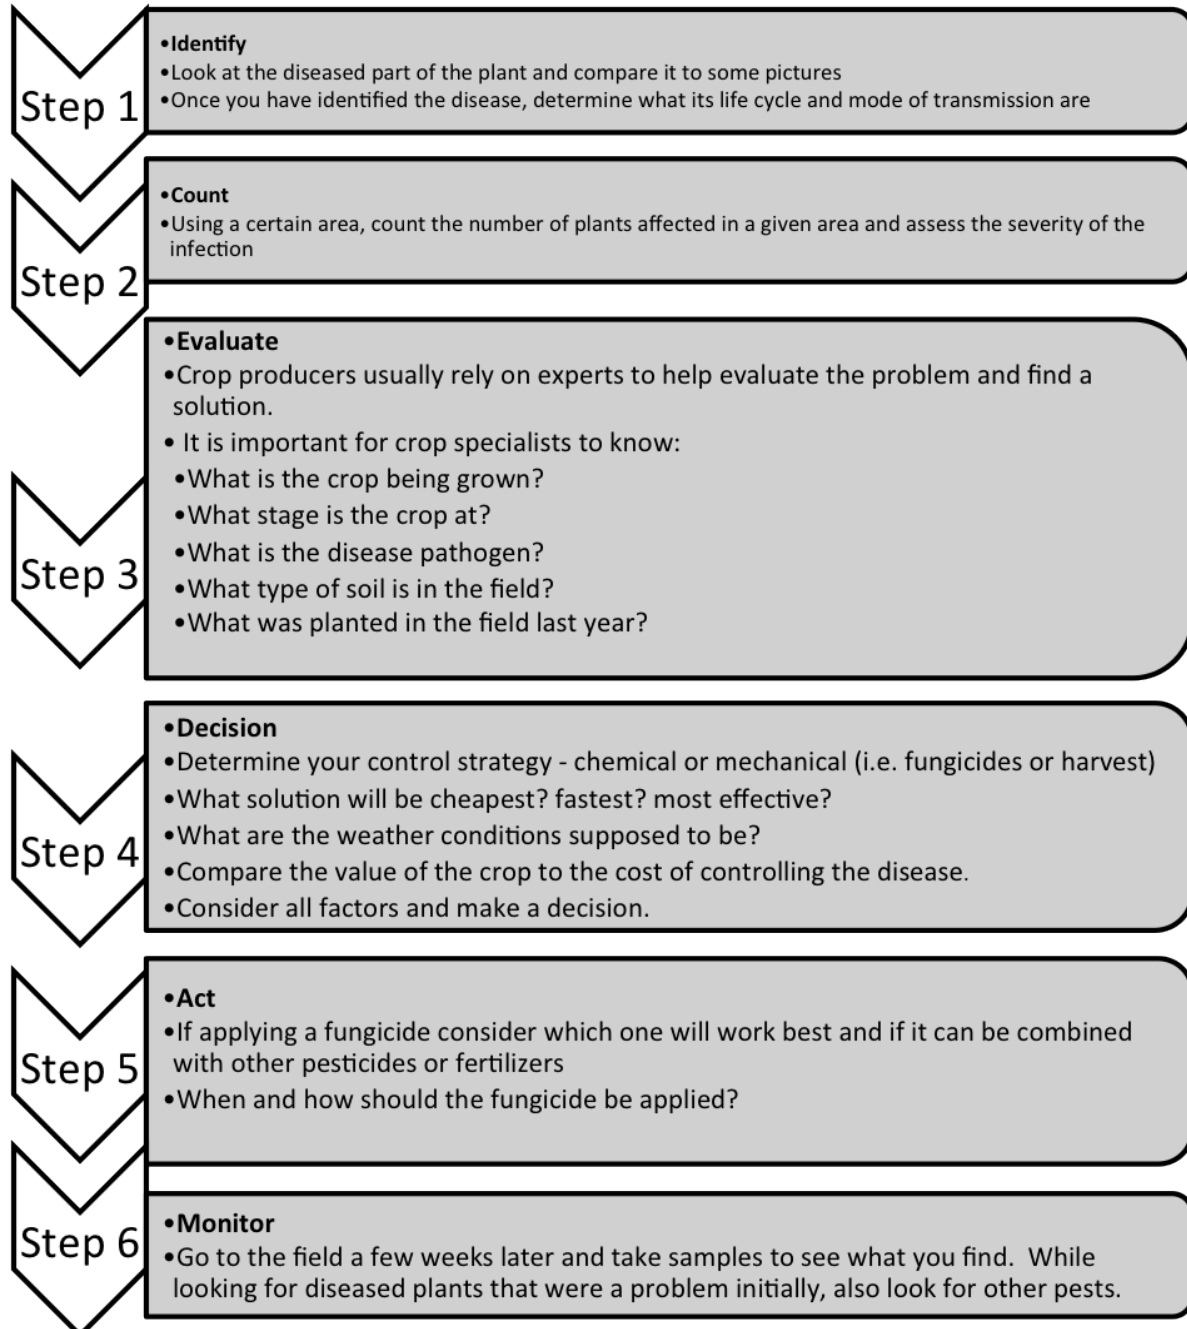 Step 1
•Identify
•Look at the diseased part of the plant and compare it to some pictures
•Once you have identified the disease, determine what its life cycle and mode of transmission are
Step 2
•Count
•Using a certain area, count the number of plants affected in a given area and assess the severity of the
infection
Step 3
•Evaluate
•Crop producers usually rely on experts to help evaluate the problem and find a
solution.
• It is important for crop specialists to know:
•What is the crop being grown?
•What stage is the crop at?
•What is the disease pathogen?
•What type of soil is in the field?
•What was planted in the field last year?
Step 4
•Decision
•Determine your control strategy - chemical or mechanical (i.e. fungicides or harvest)
•What solution will be cheapest? fastest? most effective?
•What are the weather conditions supposed to be?
•Compare the value of the crop to the cost of controlling the disease.
•Consider all factors and make a decision.
Step 5
•Act
•If applying a fungicide consider which one will work best and if it can be combined
with other pesticides or fertilizers
•When and how should the fungicide be applied?
Step 6
•Monitor
•Go to the field a few weeks later and take samples to see what you find.  While
looking for diseased plants that were a problem initially, also look for other pests.